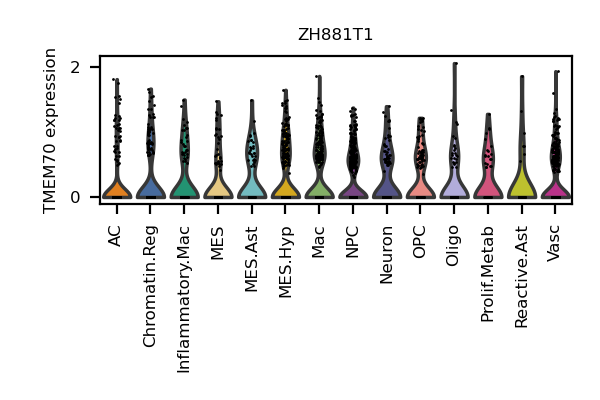 ZH881T1
TMEM70 expression
2
0
AC
Chromatin.Reg
Inflammatory.Mac
MES
MES.Ast
MES.Hyp
Mac
NPC
Neuron
OPC
Oligo
Prolif.Metab
Reactive.Ast
Vasc